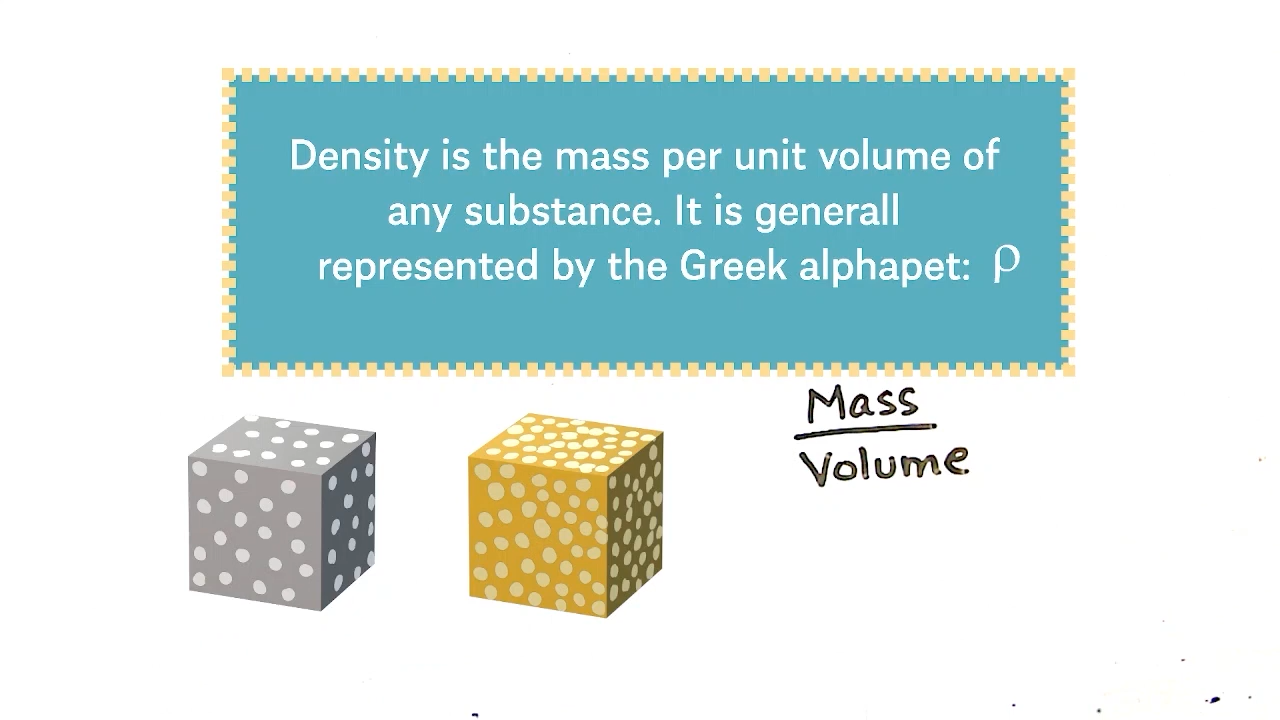 Density is the mass per unit volume of
any substance. It is generall
represented by the Greek alphapet: ρ
Mass
Volume